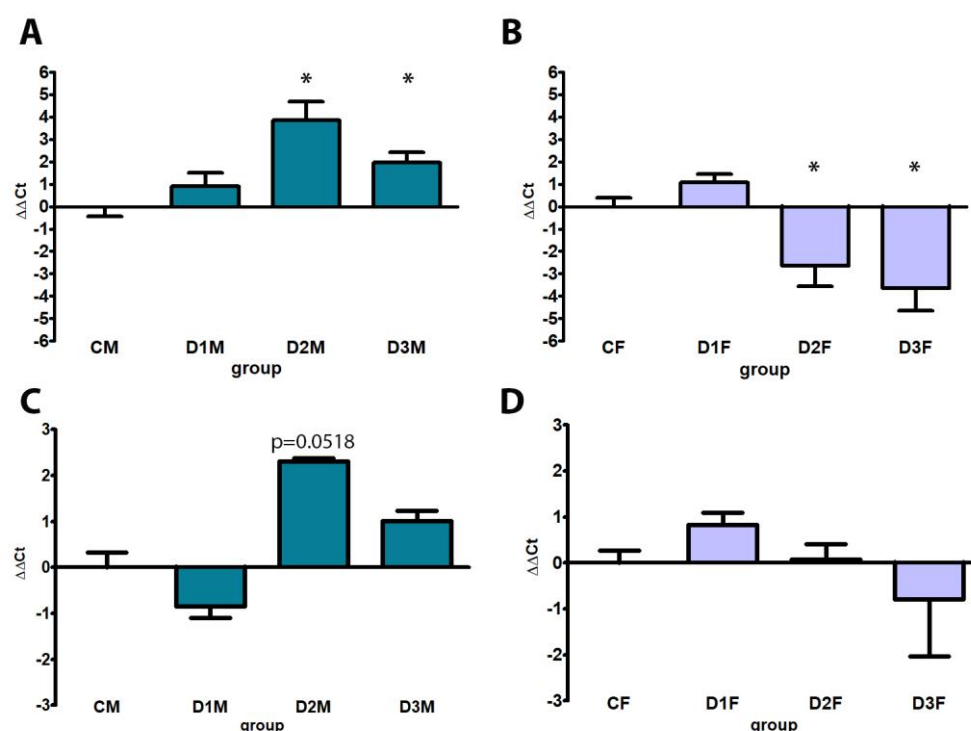 A
6
5
4
3
2
1
0
-1
-2
-3
-4
-5
-6
ΔΔCt
* *
CM D1M D2M D3M
group
B
6
5
4
3
2
1
0
-1
-2
-3
-4
-5
-6
ΔΔCt
* *
CF D1F D2F D3F
group
C
3
2
1
0
-1
-2
-3
ΔΔCt
p=0.0518
CM D1M D2M D3M
group
D
3
2
1
0
-1
-2
-3
ΔΔCt
CF D1F D2F D3F
group